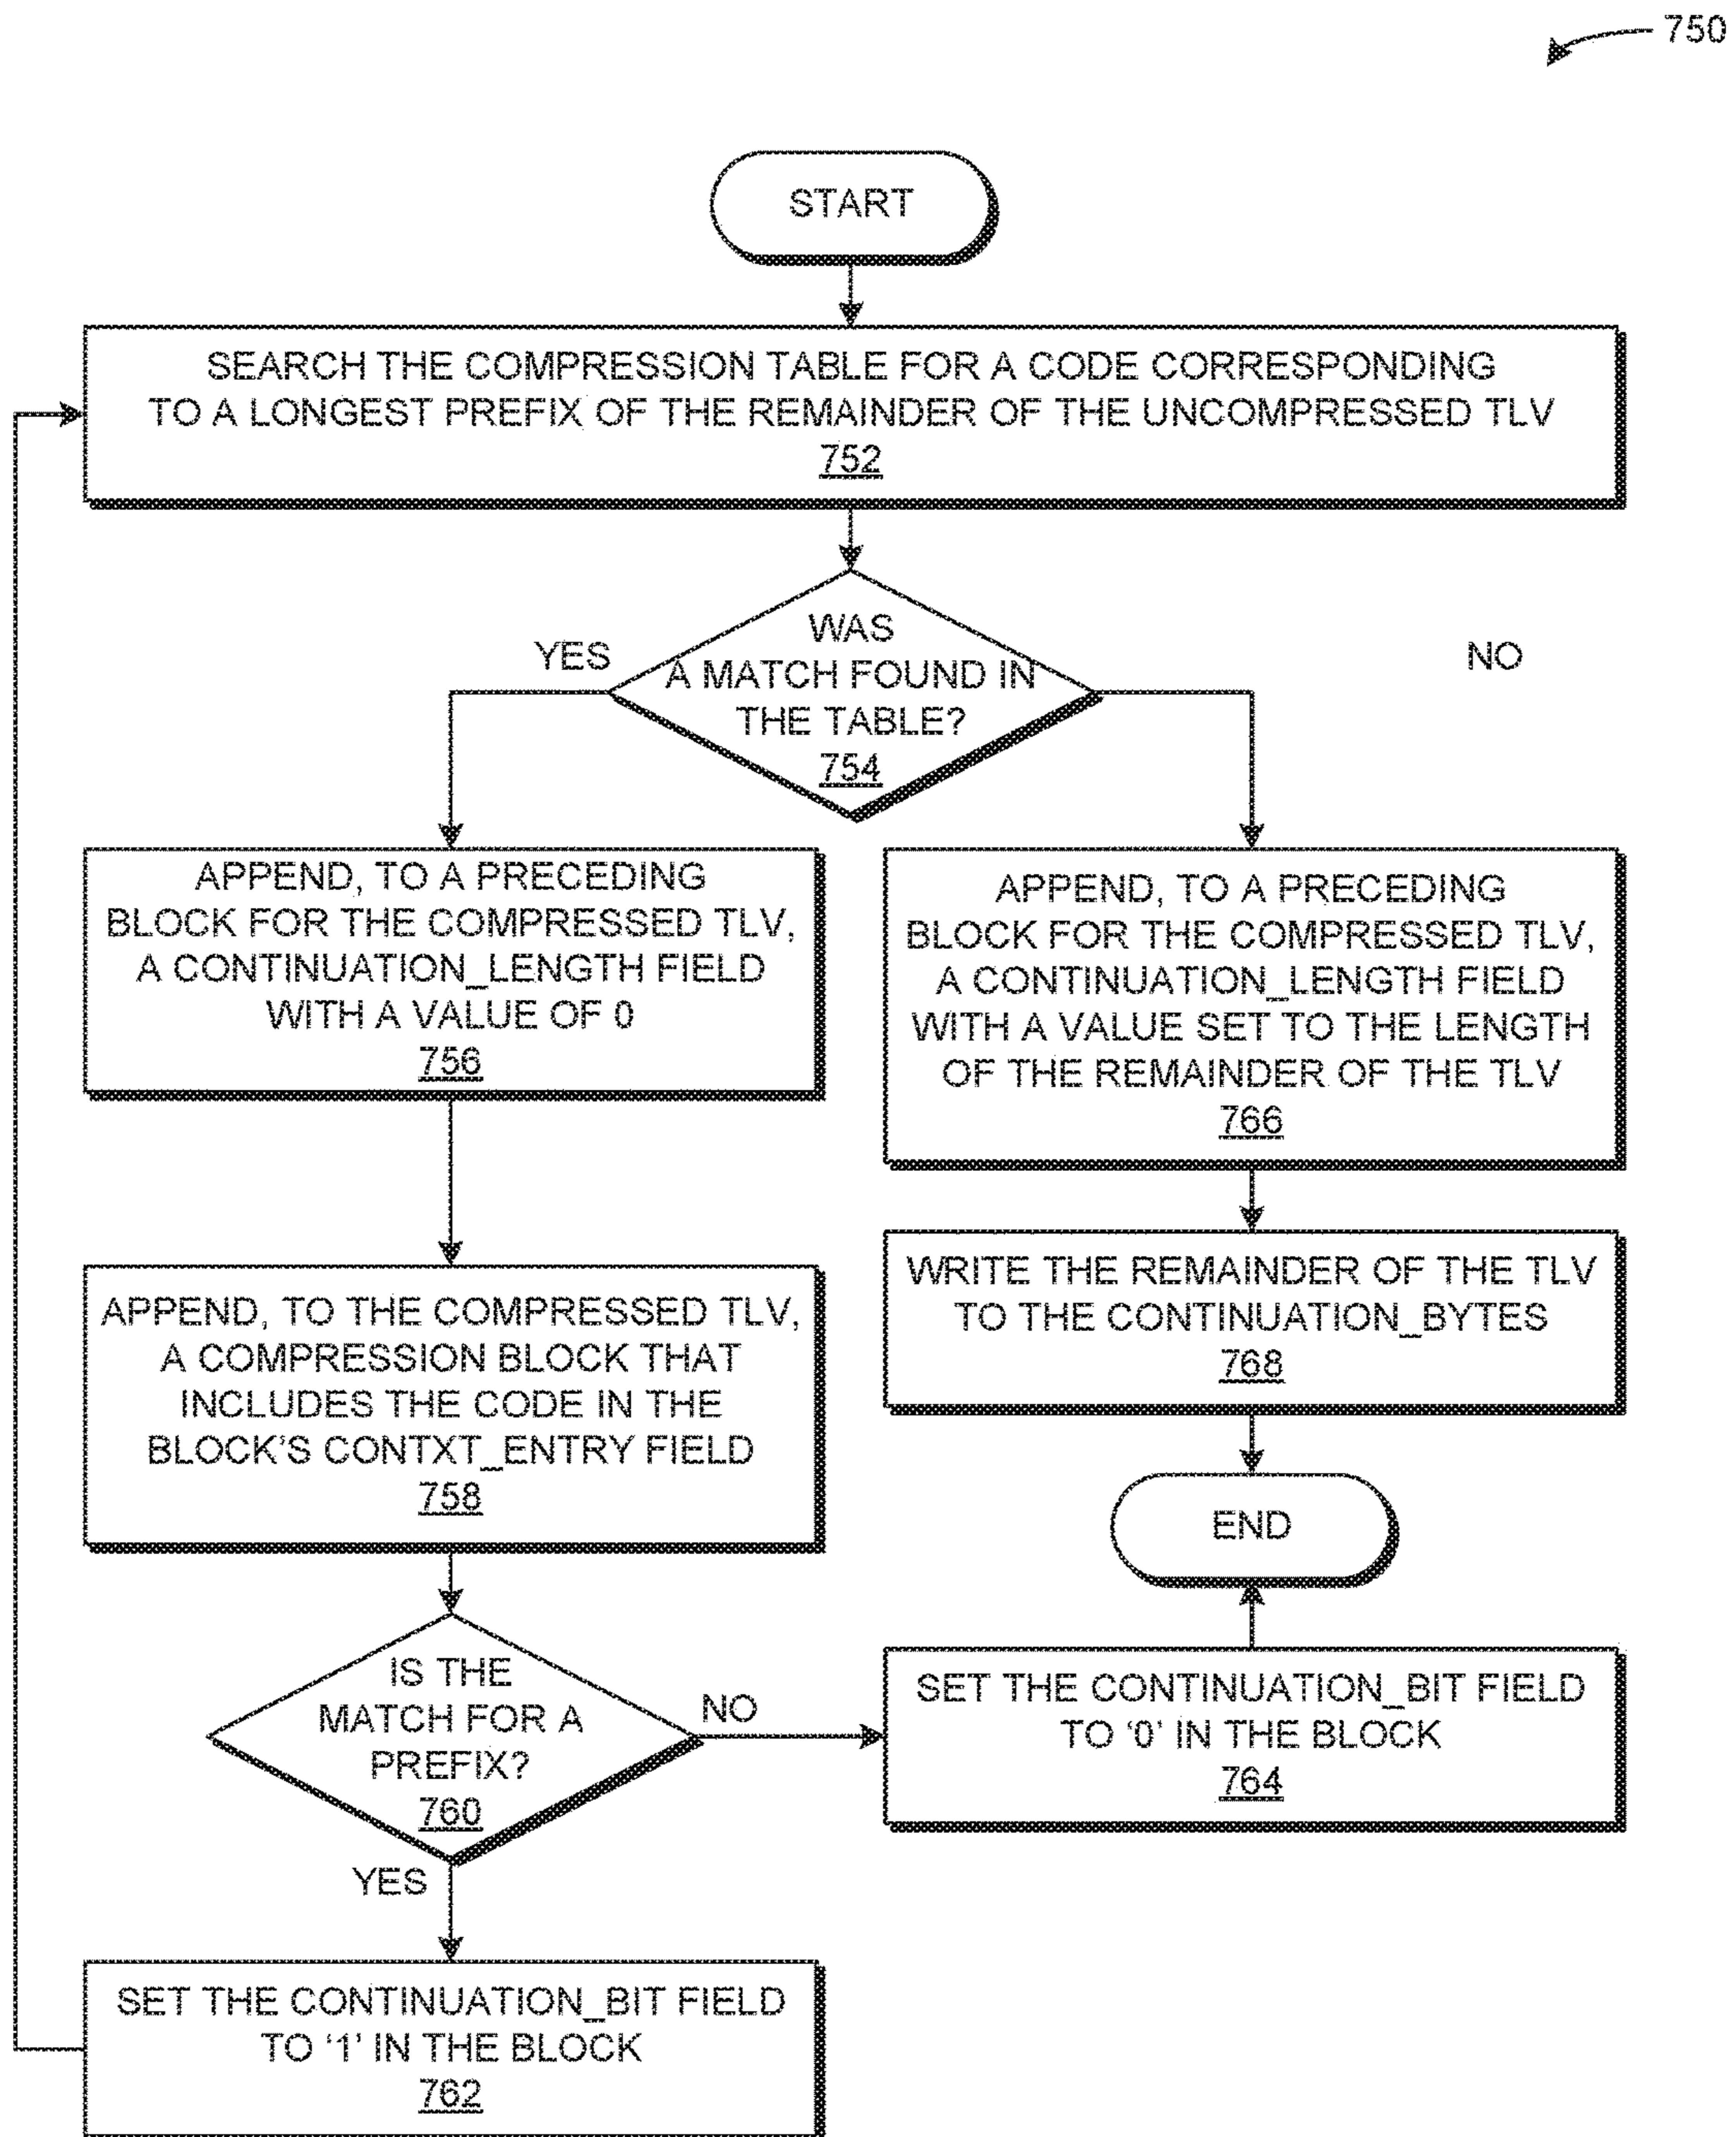 750
START
SEARCH THE COMPRESSION TABLE FOR A CODE CORRESPONDING
TO A LONGEST PREFIX OF THE REMAINDER OF THE UNCOMPRESSED TLV
752
WAS
A MATCH FOUND IN
THE TABLE?
754
YES
NO
APPEND, TO A PRECEDING
BLOCK FOR THE COMPRESSED TLV,
A CONTINUATION_LENGTH FIELD
WITH A VALUE OF 0
756
APPEND, TO A PRECEDING
BLOCK FOR THE COMPRESSED TLV,
A CONTINUATION_LENGTH FIELD
WITH A VALUE SET TO THE LENGTH
OF THE REMAINDER OF THE TLV
766
APPEND, TO THE COMPRESSED TLV,
A COMPRESSION BLOCK THAT
INCLUDES THE CODE IN THE
BLOCK'S CONTXT_ENTRY FIELD
758
WRITE THE REMAINDER OF THE TLV
TO THE CONTINUATION_BYTES
768
END
IS THE
MATCH FOR A
PREFIX?
760
NO
YES
SET THE CONTINUATION_BIT FIELD
TO ‘0’ IN THE BLOCK
764
SET THE CONTINUATION_BIT FIELD
TO ‘1’ IN THE BLOCK
762